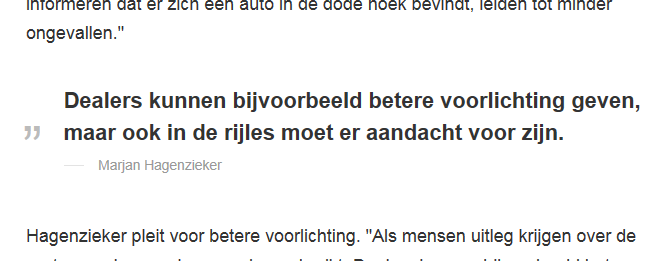 informeren dat er zich een auto in de dode hoek bevindt, leiden tot minder
ongevallen."
Dealers kunnen bijvoorbeeld betere voorlichting geven,
maar ook in de rijles moet er aandacht voor zijn.
Marjan Hagenzieker
Hagenzieker pleit voor betere voorlichting. "Als mensen uitleg krijgen over de